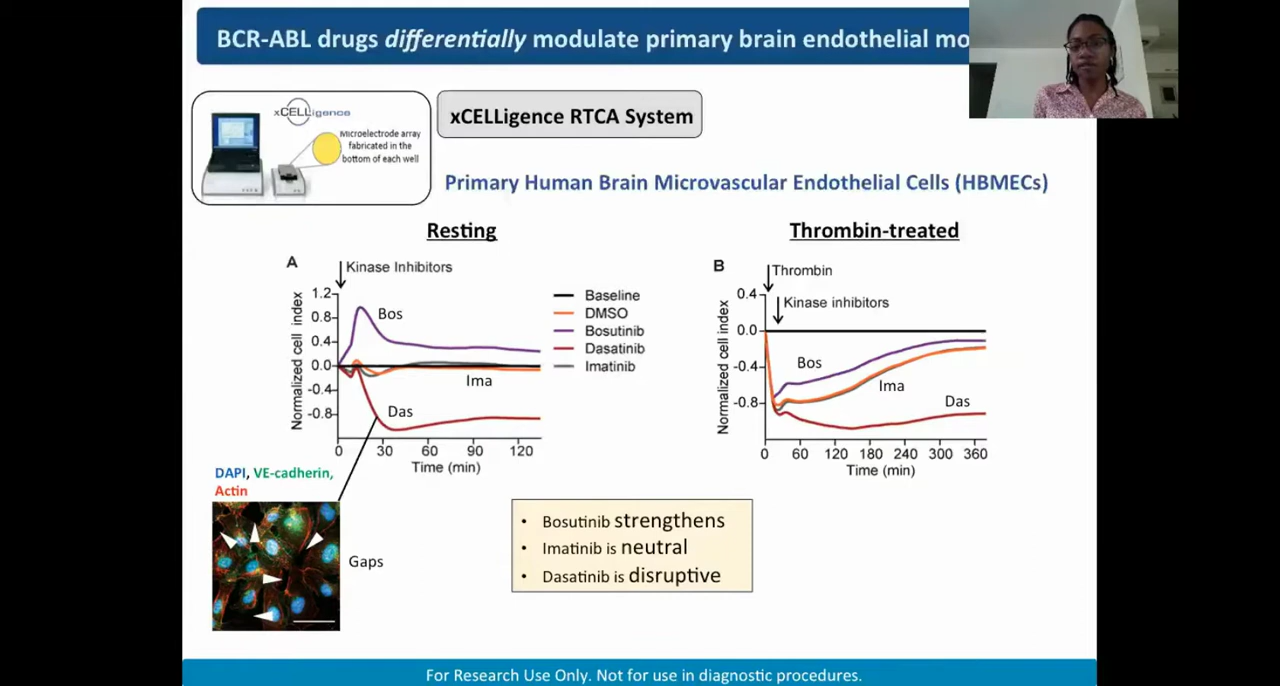 BCR-ABL drugs differentially modulate primary brain endothelial mo
xCELLigence
Microelectrode array
fabricated in the
bottom of each well
xCELLigence RTCA System
Primary Human Brain Microvascular Endothelial Cells (HBMECs)
Resting
A
Kinase Inhibitors
Normalized cell index
1.2
0.8
0.4
0.0
-0.4
-0.8
Bos
Ima
Das
0 30 60 90 120
Time (min)
Baseline
DMSO
Bosutinib
Dasatinib
Imatinib
Thrombin-treated
B
Thrombin
Kinase inhibitors
Normalized cell index
0.4
0.0
-0.4
-0.8
Bos
Ima
Das
0 60 120 180 240 300 360
Time (min)
DAPI, VE-cadherin,
Actin
Gaps
• Bosutinib strengthens
• Imatinib is neutral
• Dasatinib is disruptive
For Research Use Only. Not for use in diagnostic procedures.